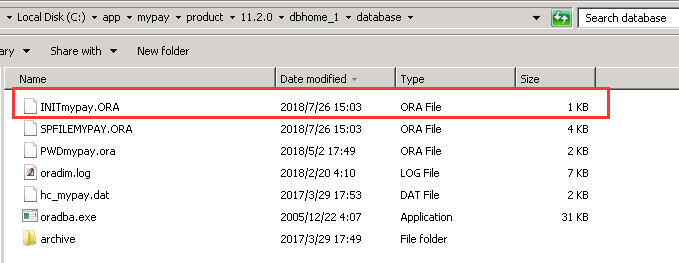 Local Disk (C:) ▸ app ▸ mypay ▸ product ▸ 11.2.0 ▸ dbhome_1 ▸ database ▸ Search database
ary Share with New folder
Name Date modified Type Size
INITmypay.ORA 2018/7/26 15:03 ORA File 1 KB
SPFILEMYPAY.ORA 2018/7/26 15:03 ORA File 4 KB
PWDmypay.ora 2018/5/2 17:49 ORA File 2 KB
oradim.log 2018/2/20 4:10 LOG File 7 KB
hc_mypay.dat 2017/3/29 17:53 DAT File 2 KB
oradba.exe 2005/12/22 4:07 Application 31 KB
archive 2017/3/29 17:49 File folder